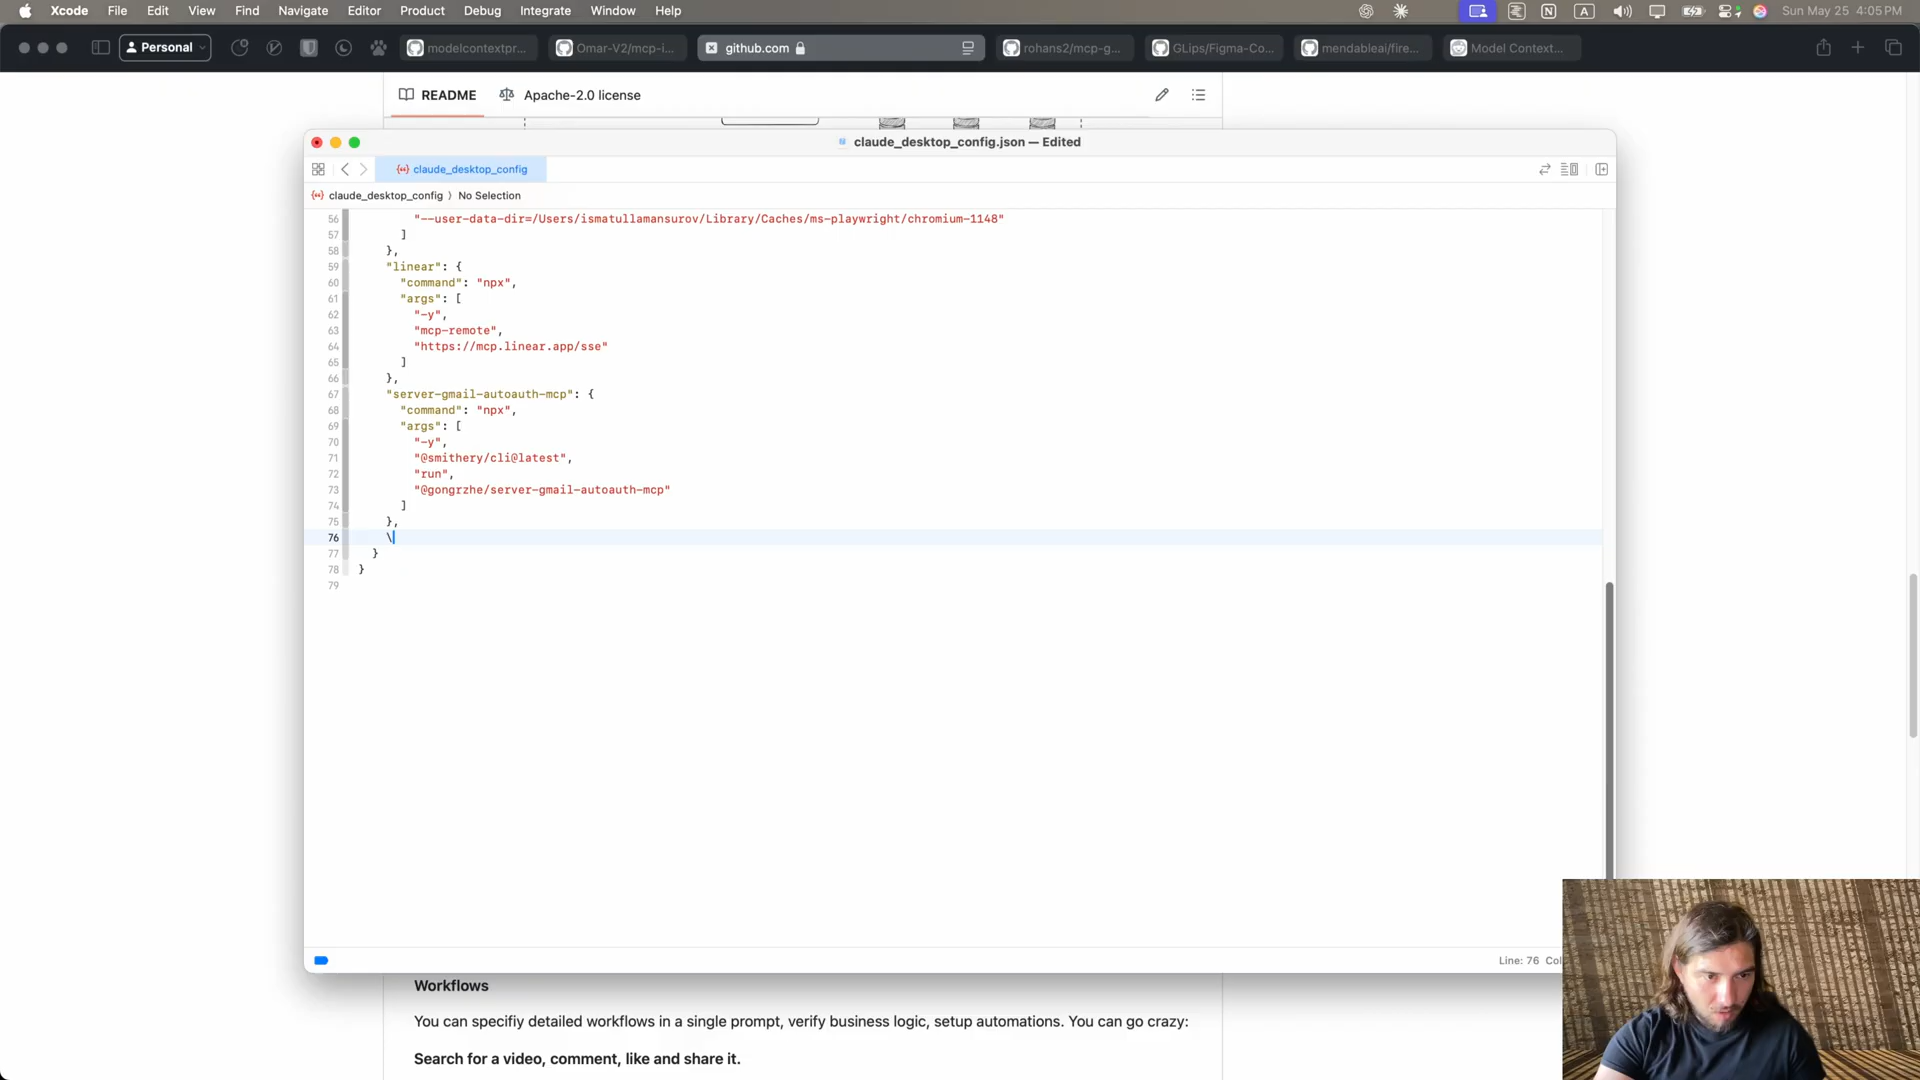 Xcode File Edit View Find Navigate Editor Product Debug Integrate Window Help Sun May 25 4:05 PM
Personal modelcontextpr... Omar-V2/mcp-i... github.com rohans2/mcp-g... GLips/Figma-Co... mendableai/fire... Model Context...
README Apache-2.0 license
claude_desktop_config.json — Edited
claude_desktop_config
claude_desktop_config 〉 No Selection
56 "--user-data-dir=/Users/ismatullamansurov/Library/Caches/ms-playwright/chromium-1148"
57 ]
58 },
59 "linear": {
60 "command": "npx",
61 "args": [
62 "-y",
63 "mcp-remote",
64 "https://mcp.linear.app/sse"
65 ]
66 },
67 "server-gmail-autoauth-mcp": {
68 "command": "npx",
69 "args": [
70 "-y",
71 "@smithery/cli@latest",
72 "run",
73 "@gongrzhe/server-gmail-autoauth-mcp"
74 ]
75 },
76 \
77 }
78 }
79
Line: 76 Col
Workflows
You can specifiy detailed workflows in a single prompt, verify business logic, setup automations. You can go crazy:
Search for a video, comment, like and share it.